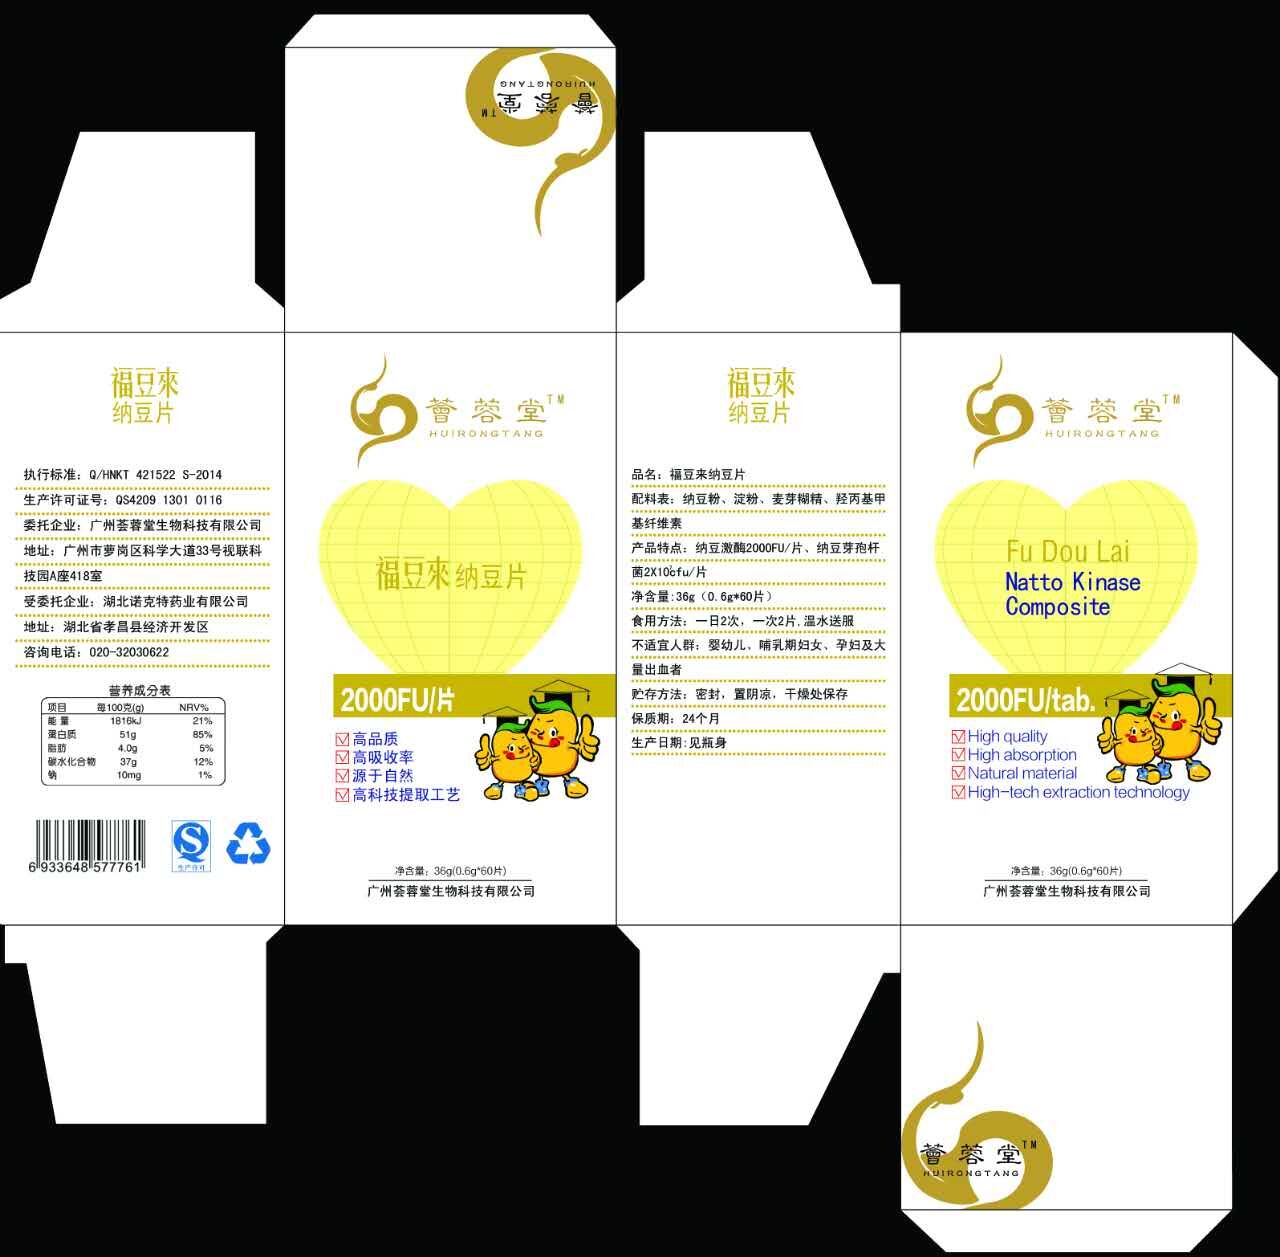 HUIRONGTANG
薈蓉堂™
福豆來
纳豆片
执行标准：Q/HNKT 421522 S-2014
生产许可证号：QS4209 1301 0116
委托企业：广州荟蓉堂生物科技有限公司
地址：广州市萝岗区科学大道33号视联科
技园A座418室
受委托企业：湖北诺克特药业有限公司
地址：湖北省孝昌县经济开发区
咨询电话：020-32030622
营养成分表
项目 每100克(g) NRV%
能 量 1816kJ 21%
蛋白质 51g 85%
脂肪 4.0g 5%
碳水化合物 37g 12%
钠 10mg 1%
6 933648 577761
S
生产许可
薈蓉堂TM
HUIRONGTANG
福豆來纳豆片
2000FU/片
高品质
高吸收率
源于自然
高科技提取工艺
净含量：36g(0.6g*60片)
广州荟蓉堂生物科技有限公司
福豆來
纳豆片
品名：福豆来纳豆片
配料表：纳豆粉、淀粉、麦芽糊精、羟丙基甲
基纤维素
产品特点：纳豆激酶2000FU/片、纳豆芽孢杆
菌2X10cfu/片
净含量:36g（0.6g*60片）
食用方法：一日2次，一次2片,温水送服
不适宜人群：婴幼儿、哺乳期妇女、孕妇及大
量出血者
贮存方法：密封，置阴凉，干燥处保存
保质期：24个月
生产日期:见瓶身
薈蓉堂TM
HUIRONGTANG
Fu Dou Lai
Natto Kinase
Composite
2000FU/tab.
High quality
High absorption
Natural material
High-tech extraction technology
净含量：36g(0.6g*60片)
广州荟蓉堂生物科技有限公司
薈蓉堂TM
HUIRONGTANG